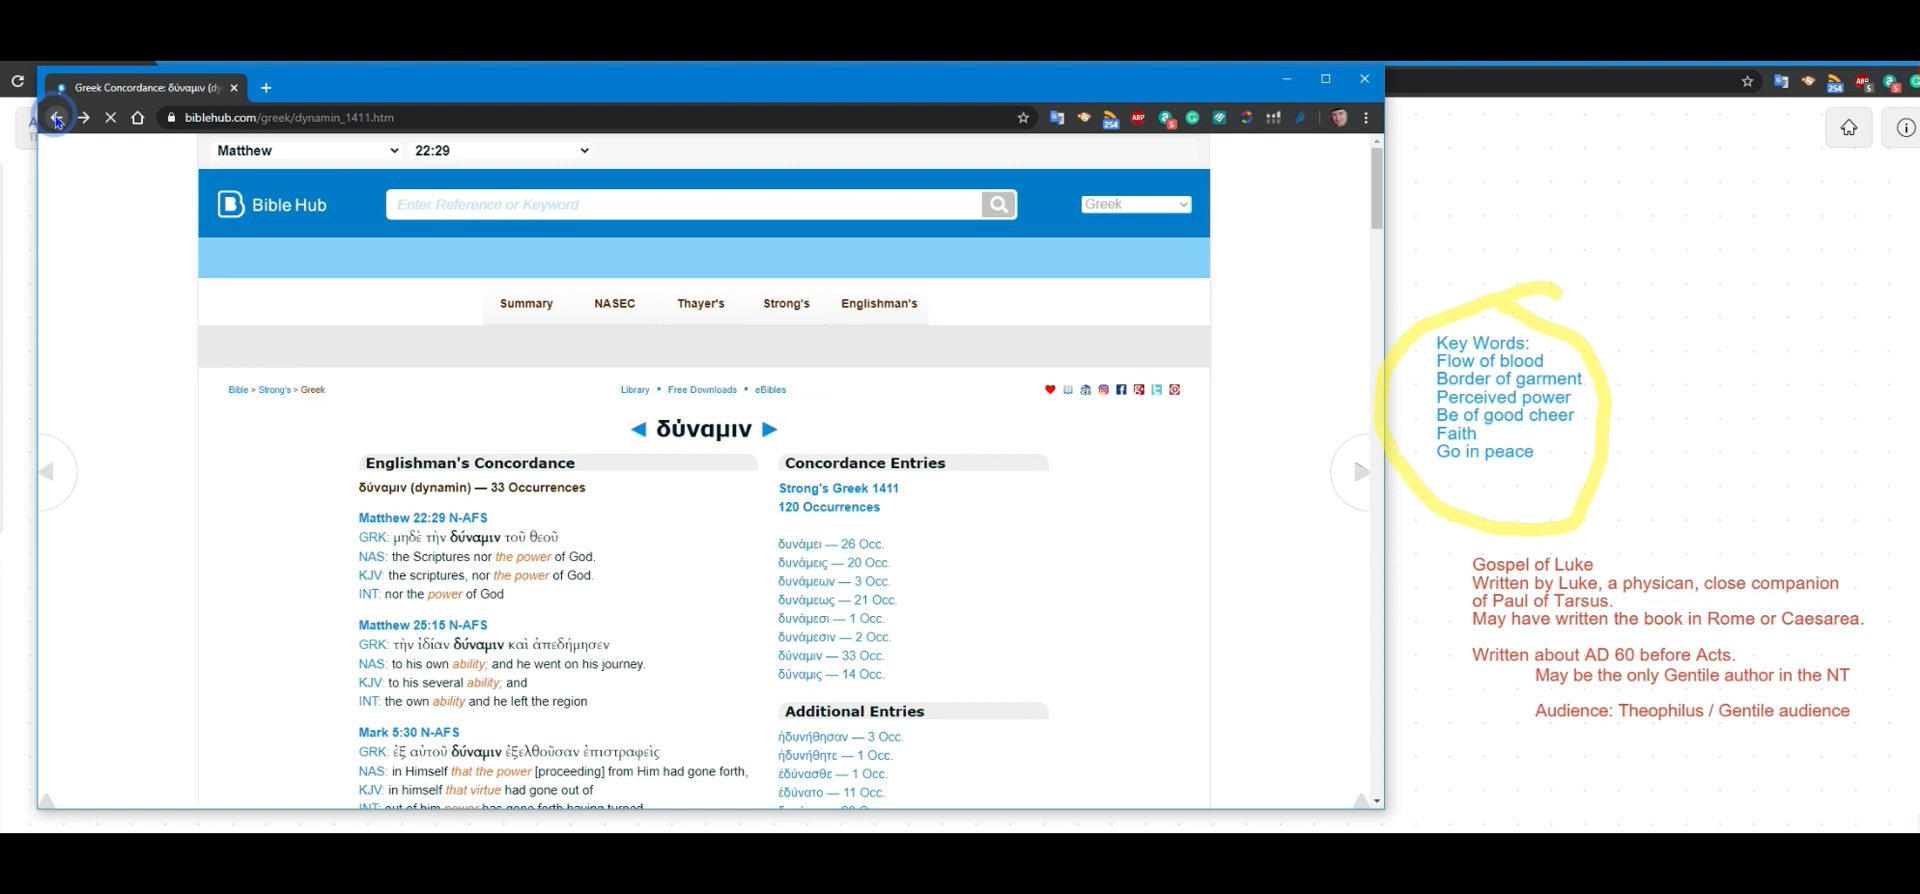 Greek Concordance: δύναμιν (dy
biblehub.com/greek/dynamin_1411.htm
Matthew
22:29
Bible Hub
Enter Reference or Keyword
Greek
Summary
NASEC
Thayer's
Strong's
Englishman's
Bible > Strong's > Greek
Library • Free Downloads • eBibles
◄ δύναμιν ►
Englishman's Concordance
δύναμιν (dynamin) — 33 Occurrences
Matthew 22:29 N-AFS
GRK: μηδὲ τὴν δύναμιν τοῦ θεοῦ
NAS: the Scriptures nor the power of God.
KJV: the scriptures, nor the power of God.
INT: nor the power of God
Matthew 25:15 N-AFS
GRK: τὴν ἰδίαν δύναμιν καὶ ἀπεδήμησεν
NAS: to his own ability; and he went on his journey.
KJV: to his several ability; and
INT: the own ability and he left the region
Mark 5:30 N-AFS
GRK: ἐξ αὐτοῦ δύναμιν ἐξελθοῦσαν ἐπιστραφεὶς
NAS: in Himself that the power [proceeding] from Him had gone forth,
KJV: in himself that virtue had gone out of
INT: out of him power has gone forth having turned
Concordance Entries
Strong's Greek 1411
120 Occurrences
δυνάμει — 26 Occ.
δυνάμεις — 20 Occ.
δυνάμεων — 3 Occ.
δυνάμεως — 21 Occ.
δυνάμεσι — 1 Occ.
δυνάμεσιν — 2 Occ.
δύναμιν — 33 Occ.
δύναμις — 14 Occ.
Additional Entries
ἠδυνήθησαν — 3 Occ.
ἠδυνήθητε — 1 Occ.
ἐδύνασθε — 1 Occ.
ἐδύνατο — 11 Occ.
Key Words:
Flow of blood
Border of garment
Perceived power
Be of good cheer
Faith
Go in peace
Gospel of Luke
Written by Luke, a physican, close companion
of Paul of Tarsus.
May have written the book in Rome or Caesarea.
Written about AD 60 before Acts.
May be the only Gentile author in the NT
Audience: Theophilus / Gentile audience